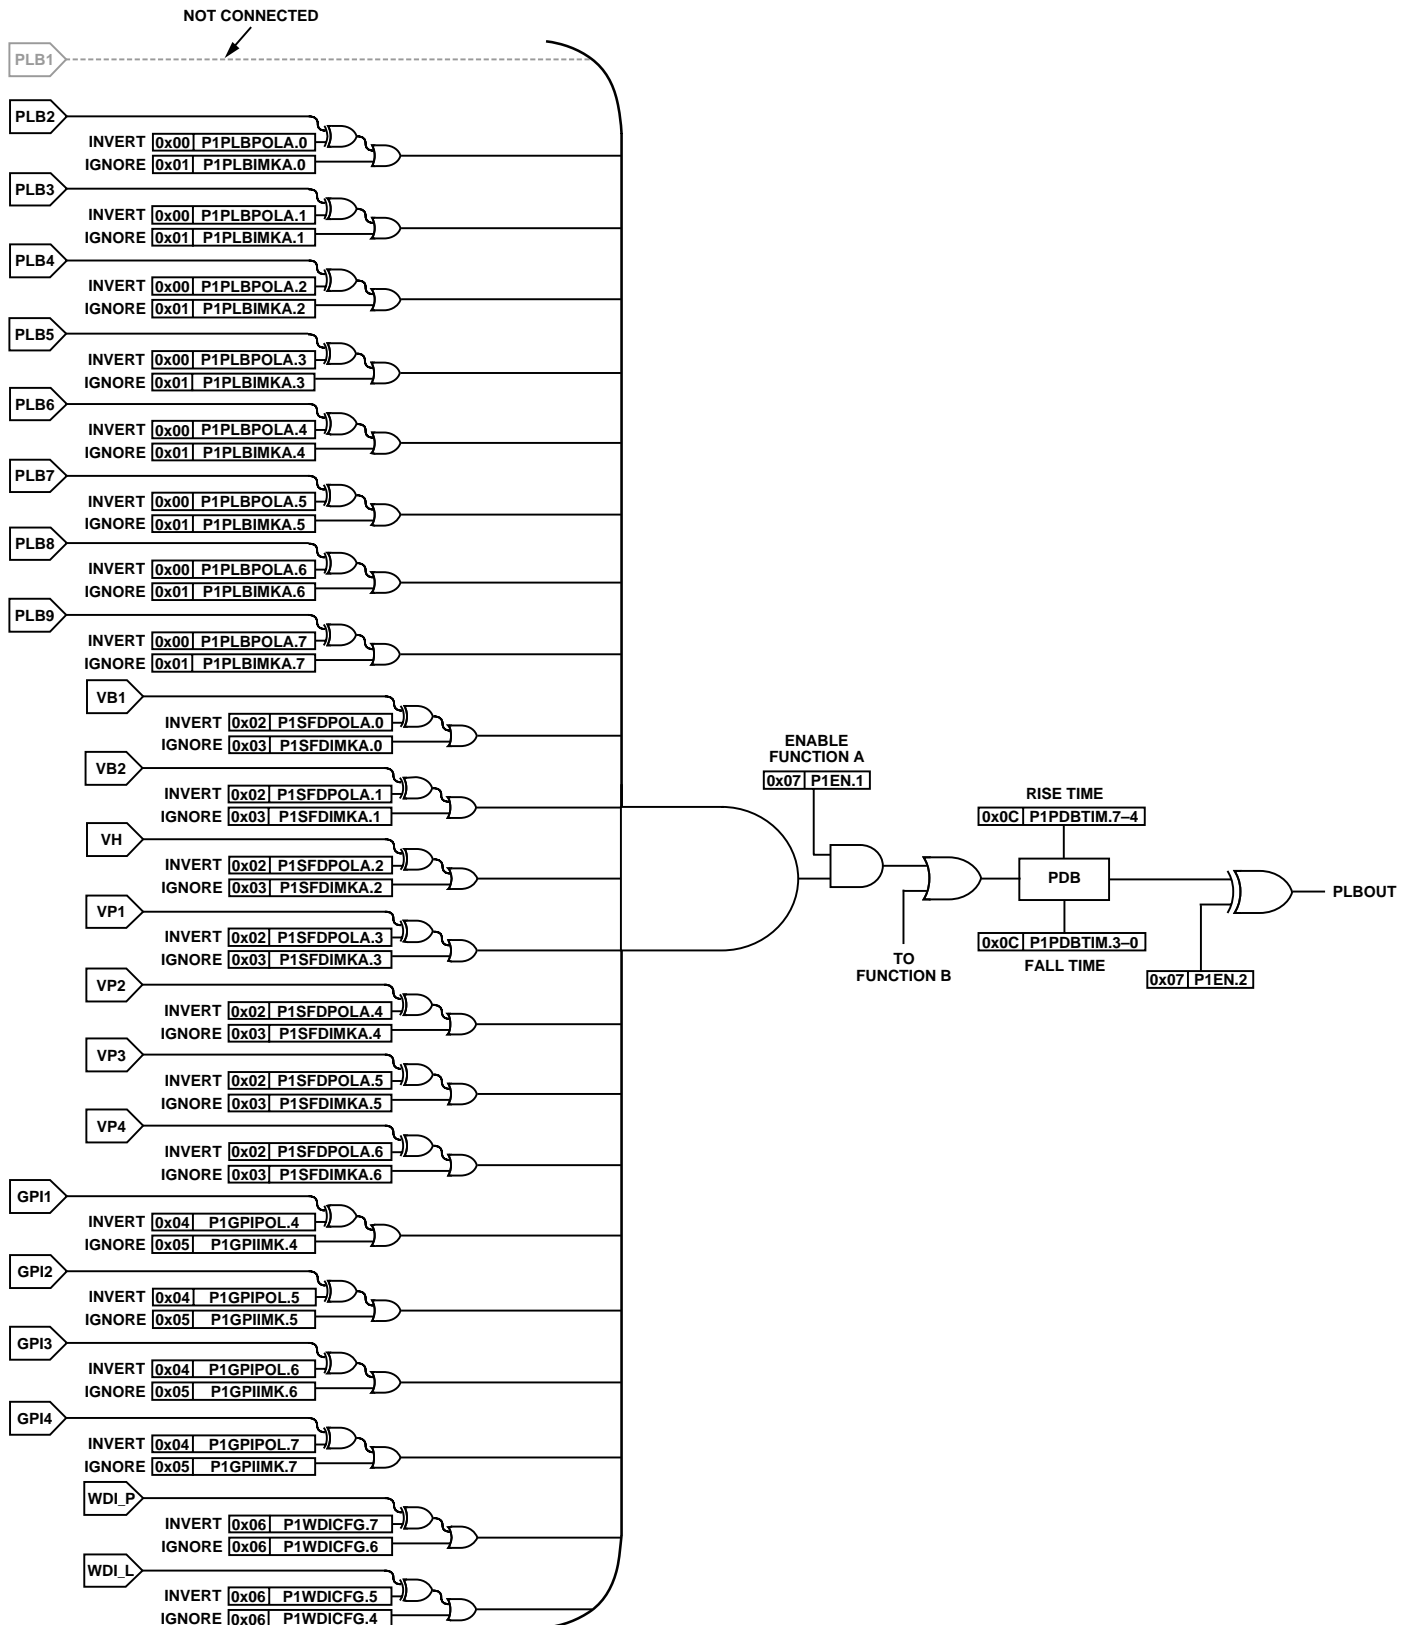 NOT CONNECTED
PLB1
PLB2
INVERT 0x00 P1PLBPOLA.0
IGNORE 0x01 P1PLBIMKA.0
PLB3
INVERT 0x00 P1PLBPOLA.1
IGNORE 0x01 P1PLBIMKA.1
PLB4
INVERT 0x00 P1PLBPOLA.2
IGNORE 0x01 P1PLBIMKA.2
PLB5
INVERT 0x00 P1PLBPOLA.3
IGNORE 0x01 P1PLBIMKA.3
PLB6
INVERT 0x00 P1PLBPOLA.4
IGNORE 0x01 P1PLBIMKA.4
PLB7
INVERT 0x00 P1PLBPOLA.5
IGNORE 0x01 P1PLBIMKA.5
PLB8
INVERT 0x00 P1PLBPOLA.6
IGNORE 0x01 P1PLBIMKA.6
PLB9
INVERT 0x00 P1PLBPOLA.7
IGNORE 0x01 P1PLBIMKA.7
VB1
INVERT 0x02 P1SFDPOLA.0
IGNORE 0x03 P1SFDIMKA.0
VB2
INVERT 0x02 P1SFDPOLA.1
IGNORE 0x03 P1SFDIMKA.1
VH
INVERT 0x02 P1SFDPOLA.2
IGNORE 0x03 P1SFDIMKA.2
VP1
INVERT 0x02 P1SFDPOLA.3
IGNORE 0x03 P1SFDIMKA.3
VP2
INVERT 0x02 P1SFDPOLA.4
IGNORE 0x03 P1SFDIMKA.4
VP3
INVERT 0x02 P1SFDPOLA.5
IGNORE 0x03 P1SFDIMKA.5
VP4
INVERT 0x02 P1SFDPOLA.6
IGNORE 0x03 P1SFDIMKA.6
GPI1
INVERT 0x04 P1GPIPOL.4
IGNORE 0x05 P1GPIIMK.4
GPI2
INVERT 0x04 P1GPIPOL.5
IGNORE 0x05 P1GPIIMK.5
GPI3
INVERT 0x04 P1GPIPOL.6
IGNORE 0x05 P1GPIIMK.6
GPI4
INVERT 0x04 P1GPIPOL.7
IGNORE 0x05 P1GPIIMK.7
WDI_P
INVERT 0x06 P1WDICFG.7
IGNORE 0x06 P1WDICFG.6
WDI_L
INVERT 0x06 P1WDICFG.5
IGNORE 0x06 P1WDICFG.4
ENABLE
FUNCTION A
0x07 P1EN.1
TO
FUNCTION B
RISE TIME
0x0C P1PDBTIM.7–4
PDB
0x0C P1PDBTIM.3–0
FALL TIME
0x07 P1EN.2
PLBOUT